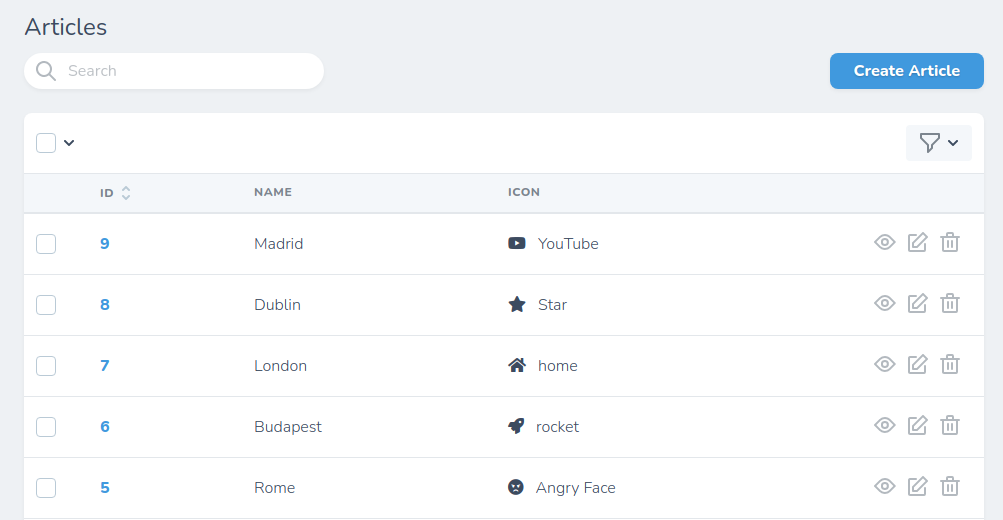 Articles
Search
Create Article
ID NAME ICON
9 Madrid YouTube
8 Dublin Star
7 London home
6 Budapest rocket
5 Rome Angry Face